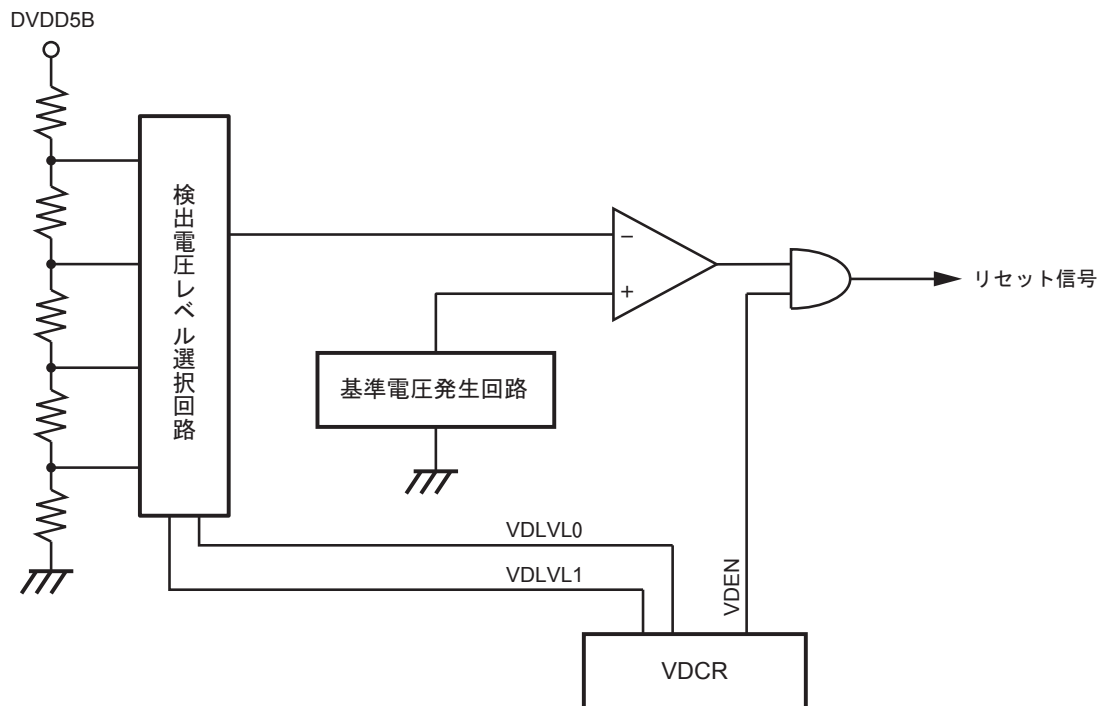 DVDD5B
検出電圧レベル選択回路
−
+
リセット信号
基準電圧発生回路
VDLVL0
VDLVL1
VDEN
VDCR